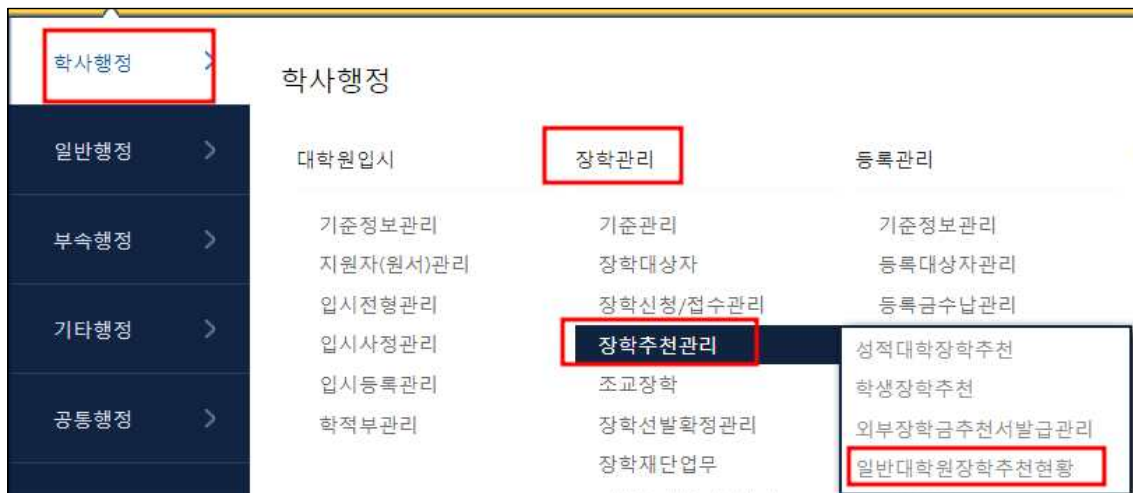 학사행정
일반행정
부속행정
기타행정
공통행정
학사행정
대학원입시
기준정보관리
지원자(원서)관리
입시전형관리
입시사정관리
입시등록관리
학적부관리
장학관리
기준관리
장학대상자
장학신청/접수관리
장학추천관리
조교장학
장학선발확정관리
장학재단업무
등록관리
기준정보관리
등록대상자관리
등록금수납관리
성적대학장학추천
학생장학추천
외부장학금추천서발급관리
일반대학원장학추천현황